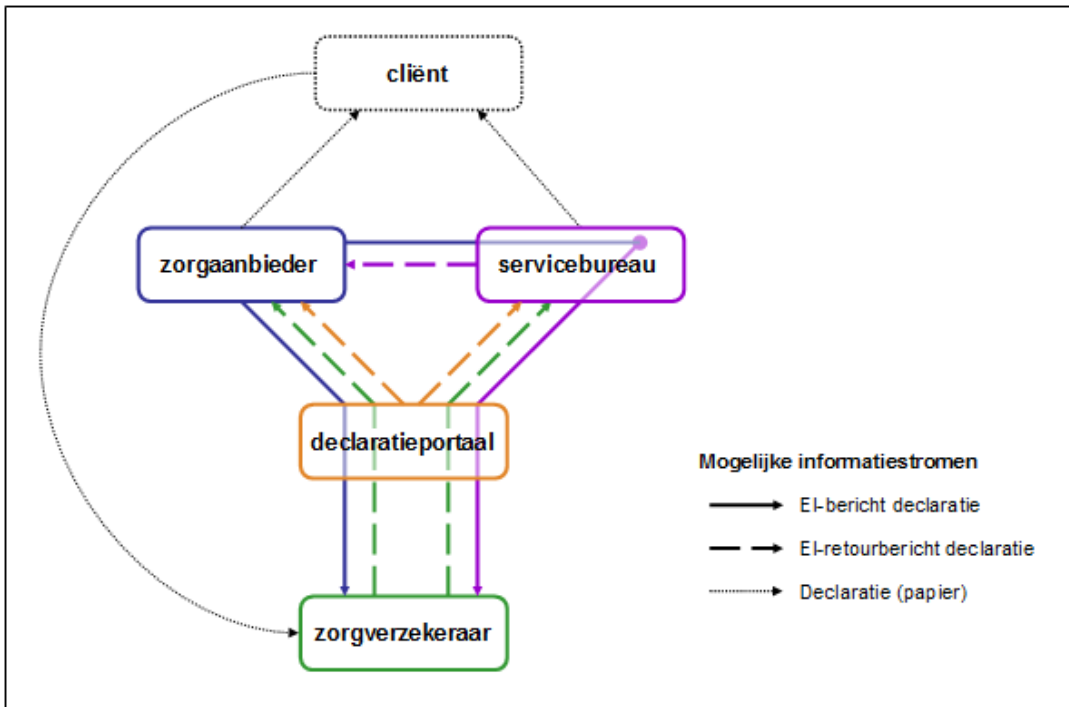 cliënt
zorgaanbieder
servicebureau
declaratieportaal
zorgverzekeraar
Mogelijke informatiestromen
EI-bericht declaratie
EI-retourbericht declaratie
Declaratie (papier)